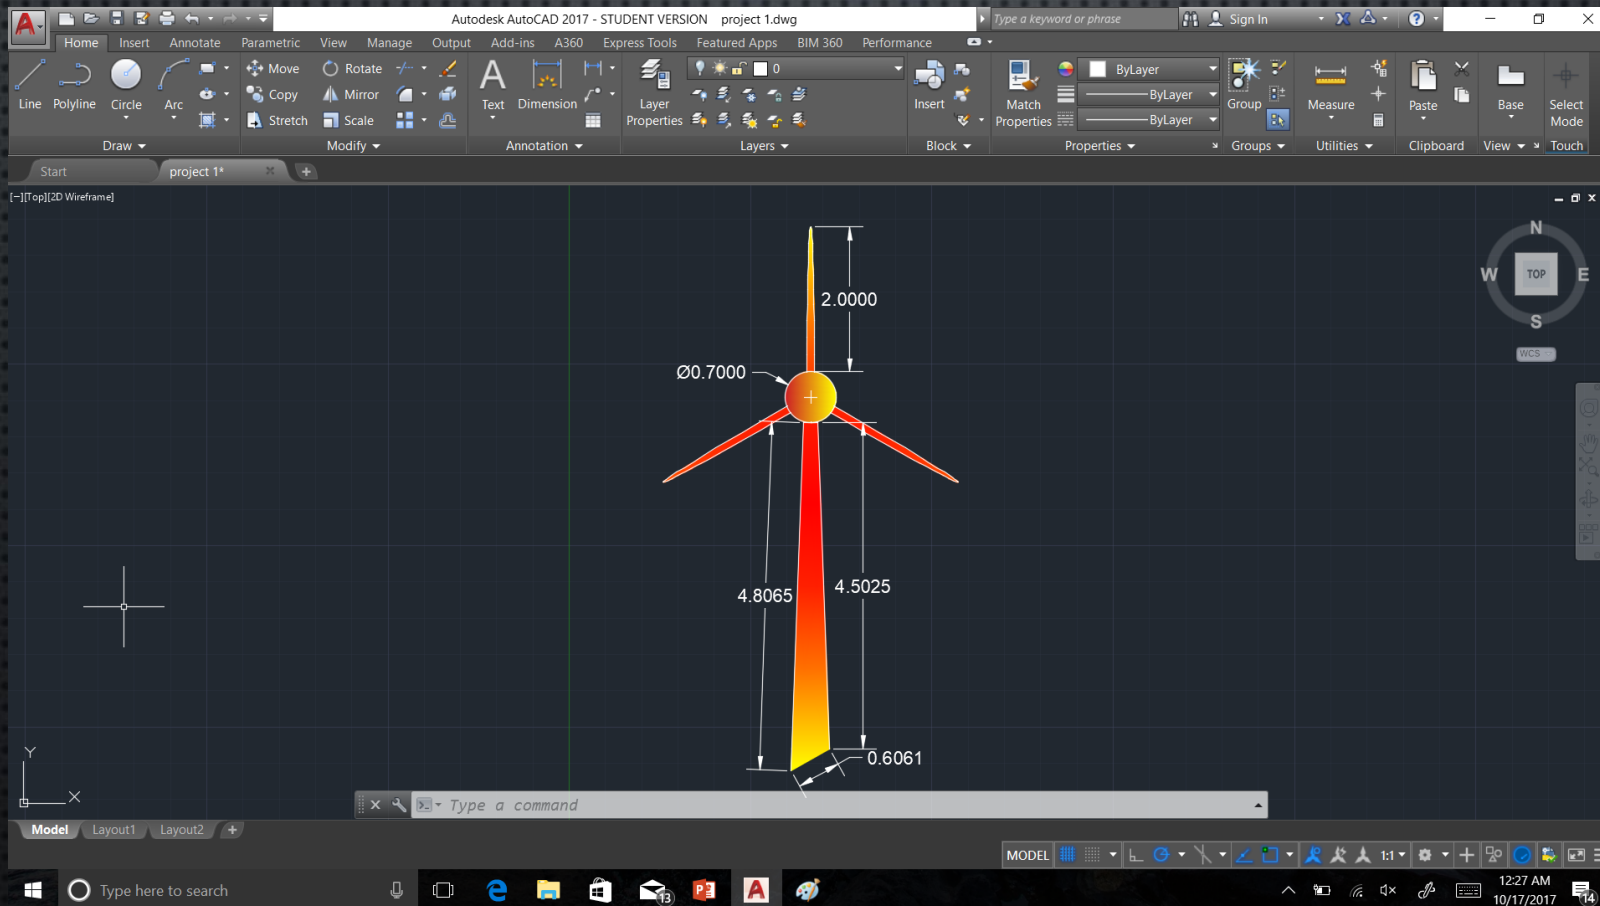 Autodesk AutoCAD 2017 - STUDENT VERSION project 1.dwg
Type a keyword or phrase
Sign In
Home Insert Annotate Parametric View Manage Output Add-ins A360 Express Tools Featured Apps BIM 360 Performance
Line Polyline Circle Arc
Move Rotate
Copy Mirror
Stretch Scale
Text Dimension
Layer Properties
0
Insert
Match Properties
ByLayer
ByLayer
ByLayer
Group
Measure
Paste
Base
Select Mode
Draw Modify Annotation Layers Block Properties Groups Utilities Clipboard View Touch
Start project 1*
[−][Top][2D Wireframe]
N
W TOP E
S
WCS
2.0000
Ø0.7000
4.8065
4.5025
0.6061
Y
X
Type a command
Model Layout1 Layout2
MODEL 1:1
Type here to search
13
12:27 AM
10/17/2017
14